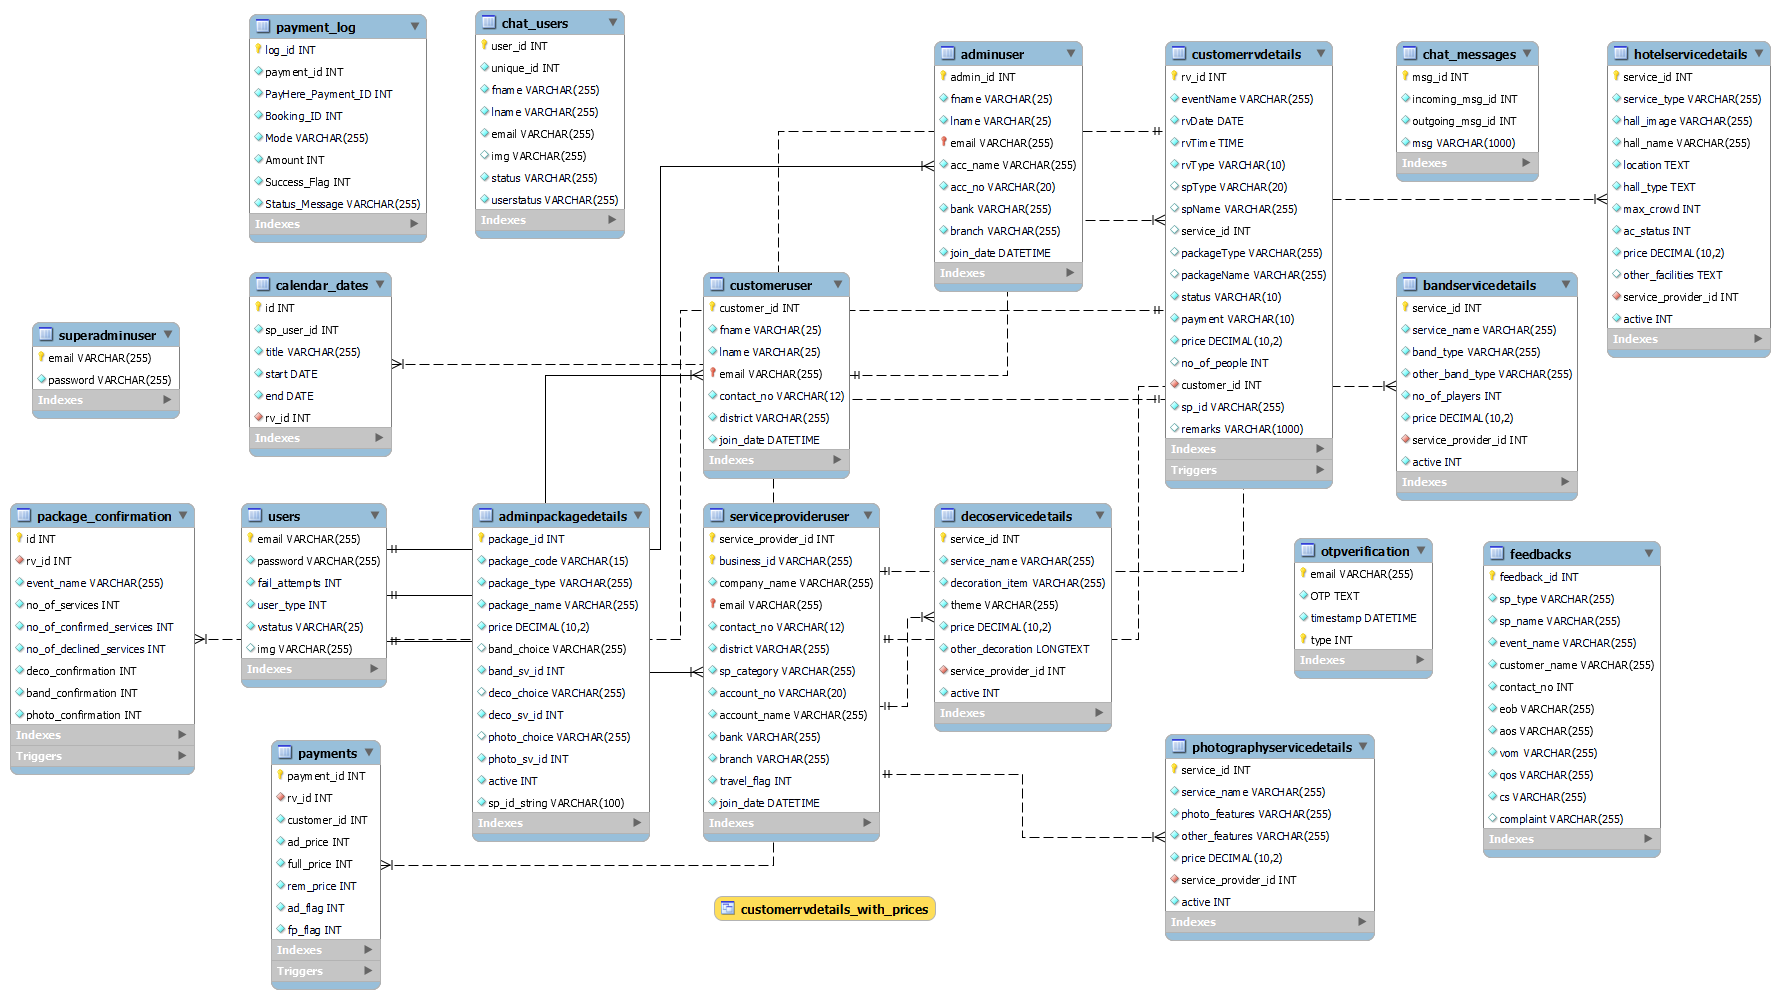 payment_log
log_id INT
payment_id INT
PayHere_Payment_ID INT
Booking_ID INT
Mode VARCHAR(255)
Amount INT
Success_Flag INT
Status_Message VARCHAR(255)
Indexes
chat_users
user_id INT
unique_id INT
fname VARCHAR(255)
lname VARCHAR(255)
email VARCHAR(255)
img VARCHAR(255)
status VARCHAR(255)
userstatus VARCHAR(255)
Indexes
adminuser
admin_id INT
fname VARCHAR(25)
lname VARCHAR(25)
email VARCHAR(255)
acc_name VARCHAR(255)
acc_no VARCHAR(20)
bank VARCHAR(255)
branch VARCHAR(255)
join_date DATETIME
Indexes
customerrvdetails
rv_id INT
eventName VARCHAR(255)
rvDate DATE
rvTime TIME
rvType VARCHAR(10)
spType VARCHAR(20)
spName VARCHAR(255)
service_id INT
packageType VARCHAR(255)
packageName VARCHAR(255)
status VARCHAR(10)
payment VARCHAR(10)
price DECIMAL(10,2)
no_of_people INT
customer_id INT
sp_id VARCHAR(255)
remarks VARCHAR(1000)
Indexes
Triggers
chat_messages
msg_id INT
incoming_msg_id INT
outgoing_msg_id INT
msg VARCHAR(1000)
Indexes
hotelservicedetails
service_id INT
service_type VARCHAR(255)
hall_image VARCHAR(255)
hall_name VARCHAR(255)
location TEXT
hall_type TEXT
max_crowd INT
ac_status INT
price DECIMAL(10,2)
other_facilities TEXT
service_provider_id INT
active INT
Indexes
superadminuser
email VARCHAR(255)
password VARCHAR(255)
Indexes
calendar_dates
id INT
sp_user_id INT
title VARCHAR(255)
start DATE
end DATE
rv_id INT
Indexes
customeruser
customer_id INT
fname VARCHAR(25)
lname VARCHAR(25)
email VARCHAR(255)
contact_no VARCHAR(12)
district VARCHAR(255)
join_date DATETIME
Indexes
bandservicedetails
service_id INT
service_name VARCHAR(255)
band_type VARCHAR(255)
other_band_type VARCHAR(255)
no_of_players INT
price DECIMAL(10,2)
service_provider_id INT
active INT
Indexes
package_confirmation
id INT
rv_id INT
event_name VARCHAR(255)
no_of_services INT
no_of_confirmed_services INT
no_of_declined_services INT
deco_confirmation INT
band_confirmation INT
photo_confirmation INT
Indexes
Triggers
users
email VARCHAR(255)
password VARCHAR(255)
fail_attempts INT
user_type INT
vstatus VARCHAR(25)
img VARCHAR(255)
Indexes
adminpackagedetails
package_id INT
package_code VARCHAR(15)
package_type VARCHAR(255)
package_name VARCHAR(255)
price DECIMAL(10,2)
band_choice VARCHAR(255)
band_sv_id INT
deco_choice VARCHAR(255)
deco_sv_id INT
photo_choice VARCHAR(255)
photo_sv_id INT
active INT
sp_id_string VARCHAR(100)
Indexes
serviceprovideruser
service_provider_id INT
business_id VARCHAR(255)
company_name VARCHAR(255)
email VARCHAR(255)
contact_no VARCHAR(12)
district VARCHAR(255)
sp_category VARCHAR(255)
account_no VARCHAR(20)
account_name VARCHAR(255)
bank VARCHAR(255)
branch VARCHAR(255)
travel_flag INT
join_date DATETIME
Indexes
decoservicedetails
service_id INT
service_name VARCHAR(255)
decoration_item VARCHAR(255)
theme VARCHAR(255)
price DECIMAL(10,2)
other_decoration LONGTEXT
service_provider_id INT
active INT
Indexes
otpverification
email VARCHAR(255)
OTP TEXT
timestamp DATETIME
type INT
Indexes
feedbacks
feedback_id INT
sp_type VARCHAR(255)
sp_name VARCHAR(255)
event_name VARCHAR(255)
customer_name VARCHAR(255)
contact_no INT
eob VARCHAR(255)
aos VARCHAR(255)
vom VARCHAR(255)
qos VARCHAR(255)
cs VARCHAR(255)
complaint VARCHAR(255)
Indexes
payments
payment_id INT
rv_id INT
customer_id INT
ad_price INT
full_price INT
rem_price INT
ad_flag INT
fp_flag INT
Indexes
Triggers
photographyservicedetails
service_id INT
service_name VARCHAR(255)
photo_features VARCHAR(255)
other_features VARCHAR(255)
price DECIMAL(10,2)
service_provider_id INT
active INT
Indexes
customerrvdetails_with_prices